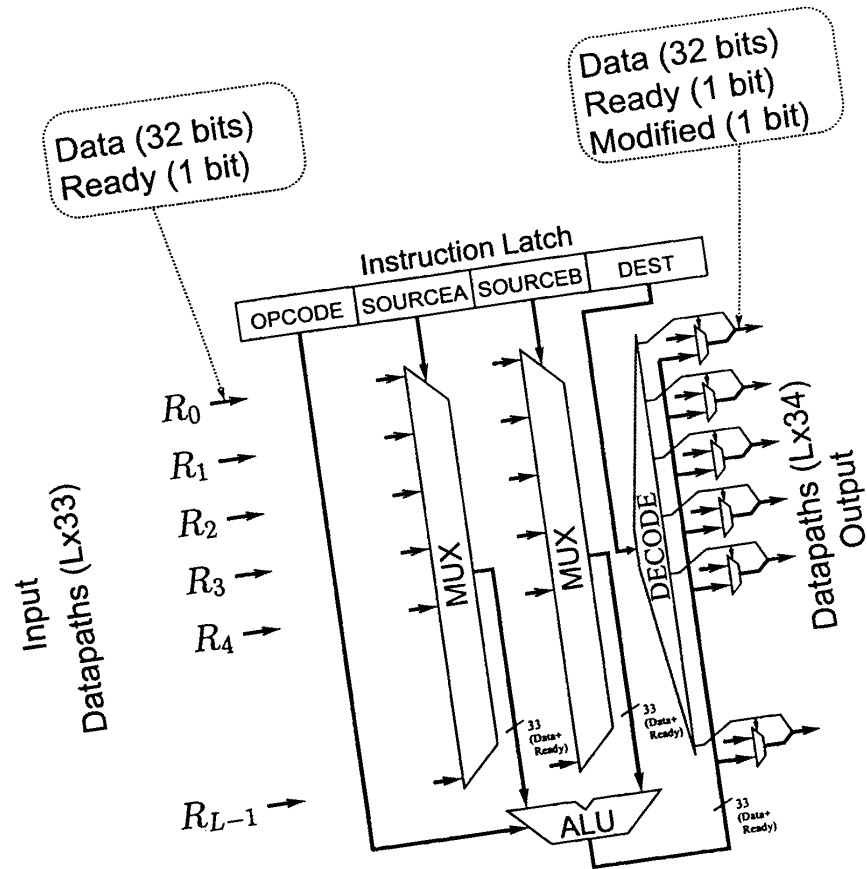 Data (32 bits)
Ready (1 bit)
Modified (1 bit)
Data (32 bits)
Ready (1 bit)
Instruction Latch
OPCODE
SOURCEA
SOURCEB
DEST
R0
R1
R2
R3
R4
RL−1
Input
Datapaths (Lx33)
MUX
MUX
DECODE
Datapaths (Lx34)
Output
33
(Data+
Ready)
33
(Data+
Ready)
33
(Data+
Ready)
ALU